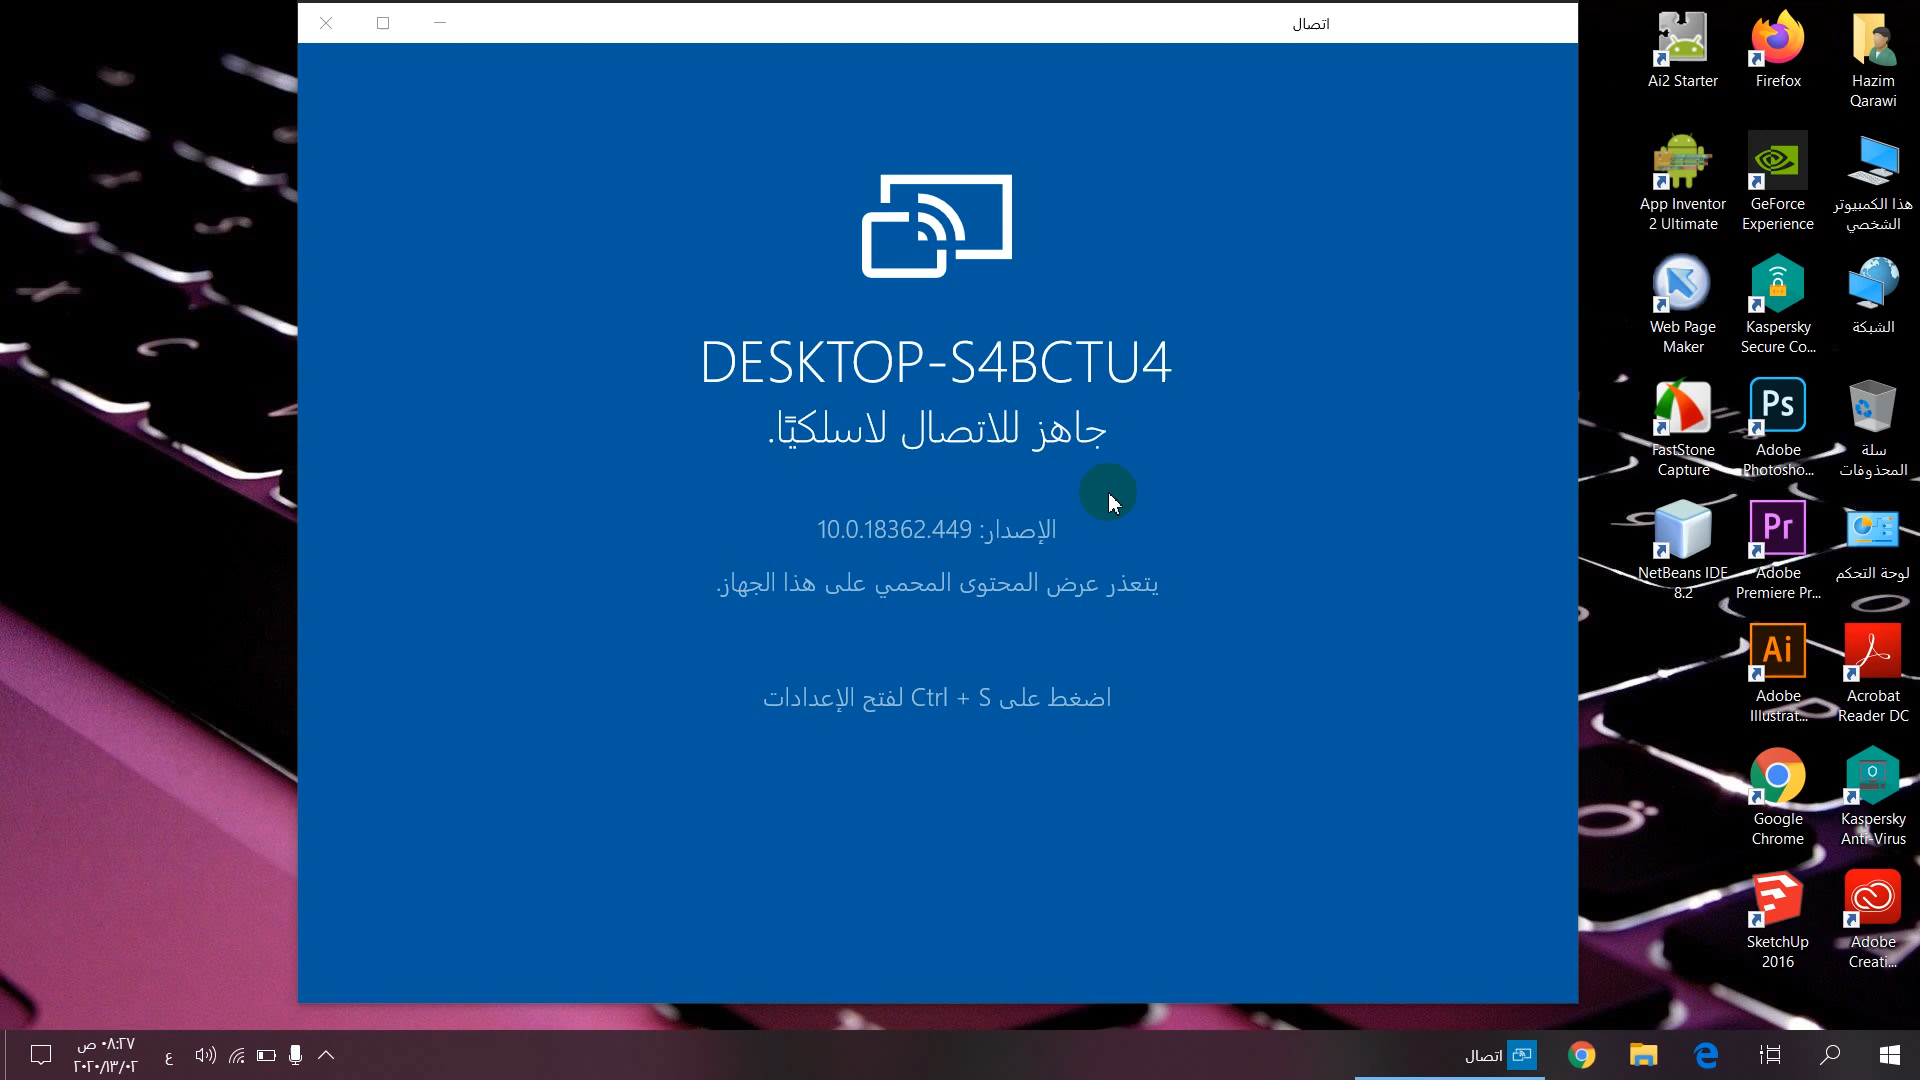 اتصال
DESKTOP-S4BCTU4
جاهز للاتصال لاسلكيًّا.
الإصدار: 10.0.18362.449
يتعذر عرض المحتوى المحمي على هذا الجهاز.
اضغط على Ctrl + S لفتح الإعدادات
Hazim
Qarawi
Firefox
Ai2 Starter
هذا الكمبيوتر
الشخصي
GeForce
Experience
App Inventor
2 Ultimate
الشبكة
Kaspersky
Secure Co...
Web Page
Maker
سلة
المحذوفات
Ps
Adobe
Photosho...
FastStone
Capture
لوحة التحكم
Pr
Adobe
Premiere Pr...
NetBeans IDE
8.2
Acrobat
Reader DC
Ai
Adobe
Illustrat...
Kaspersky
Anti-Virus
Google
Chrome
Adobe
Creati...
SketchUp
2016
اتصال
ع
٠٨:٢٧ ص